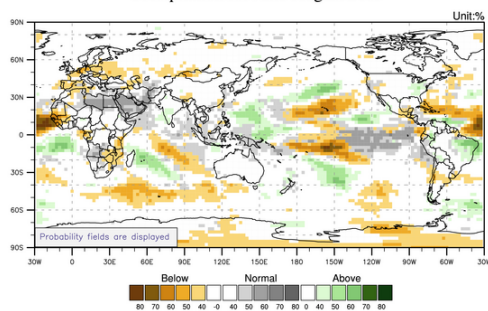 Unit:%
90N
60N
30N
0
30S
60S
90S
Probability fields are displayed
30W 0 30E 60E 90E 120E 150E 180 150W 120W 90W 60W 30W
Below Normal Above
80 70 60 50 40 -0 40 50 60 70 80 0 40 50 60 70 80